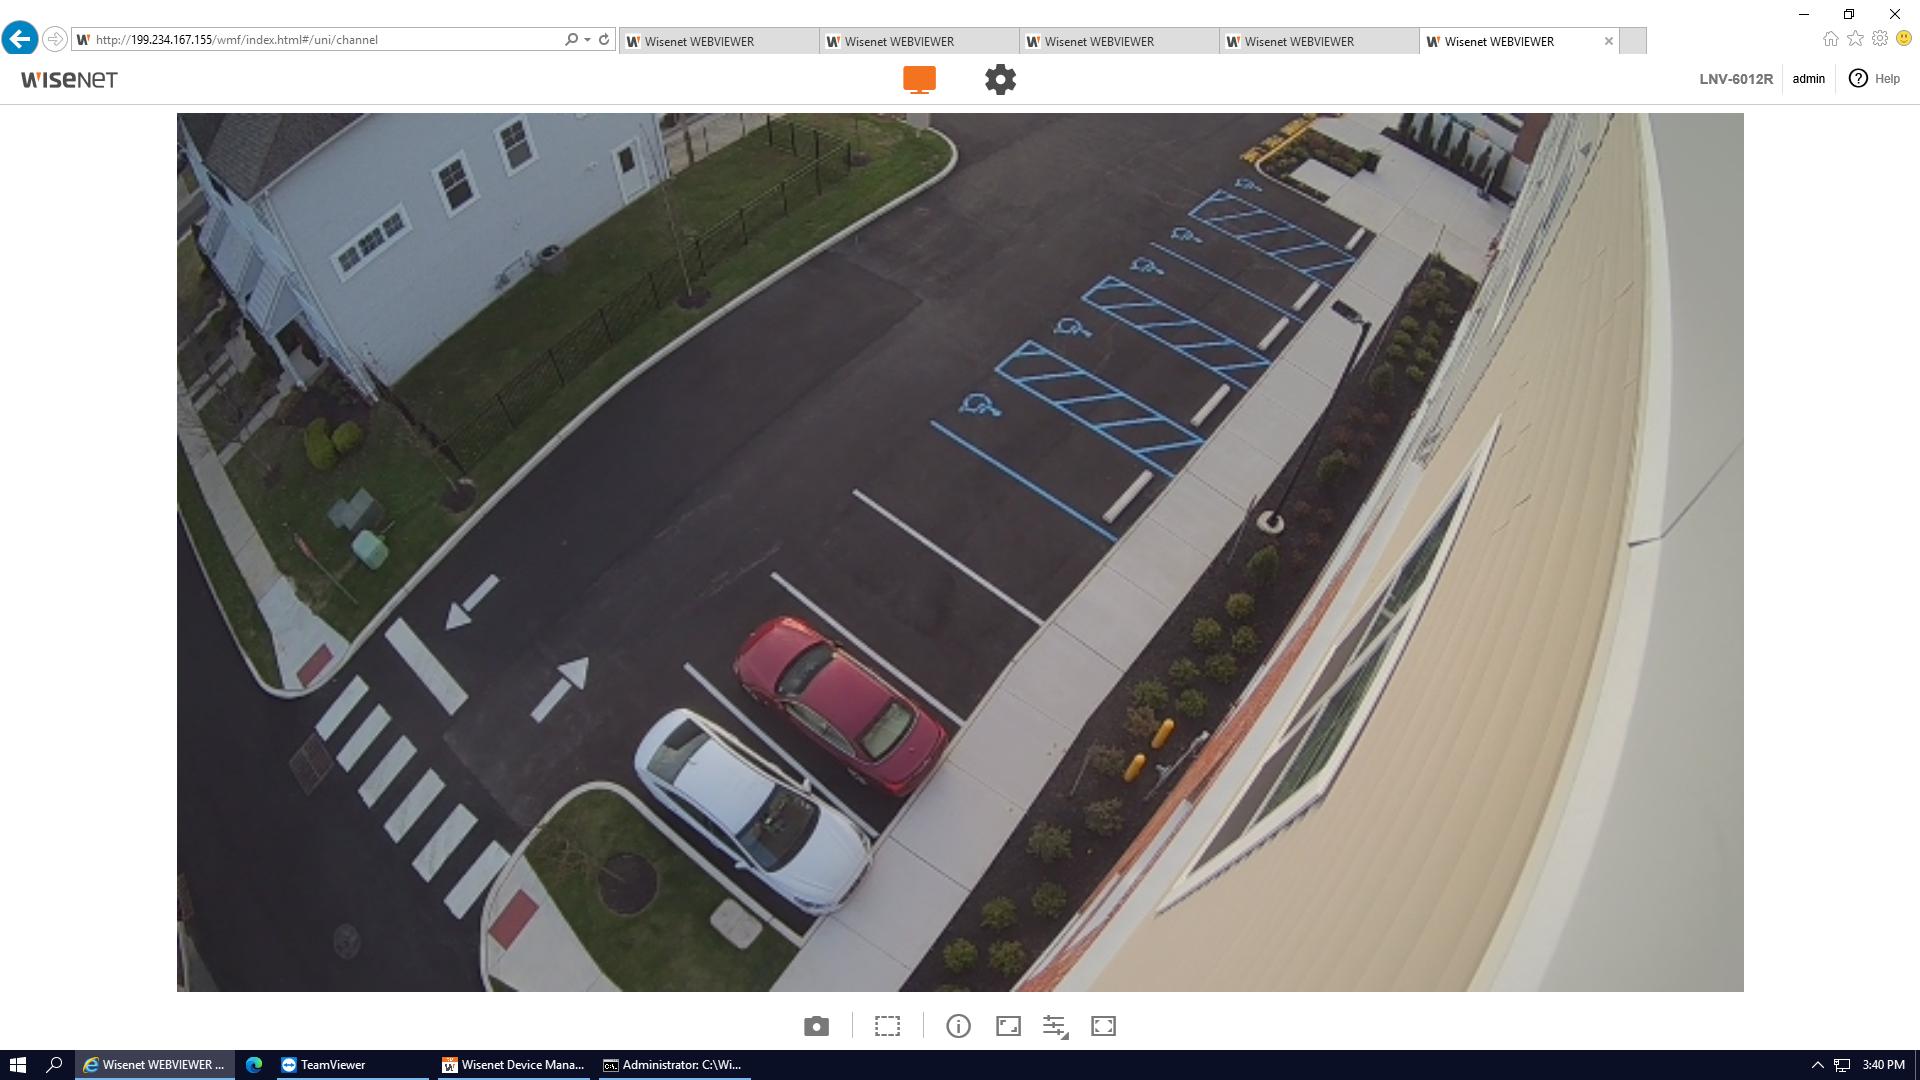 http://199.234.167.155/wmf/index.html#/uni/channel
Wisenet WEBVIEWER
Wisenet WEBVIEWER
Wisenet WEBVIEWER
Wisenet WEBVIEWER
Wisenet WEBVIEWER
WISENET
LNV-6012R
admin
? Help
Wisenet WEBVIEWER ...
TeamViewer
Wisenet Device Mana...
Administrator: C:\Wi...
3:40 PM